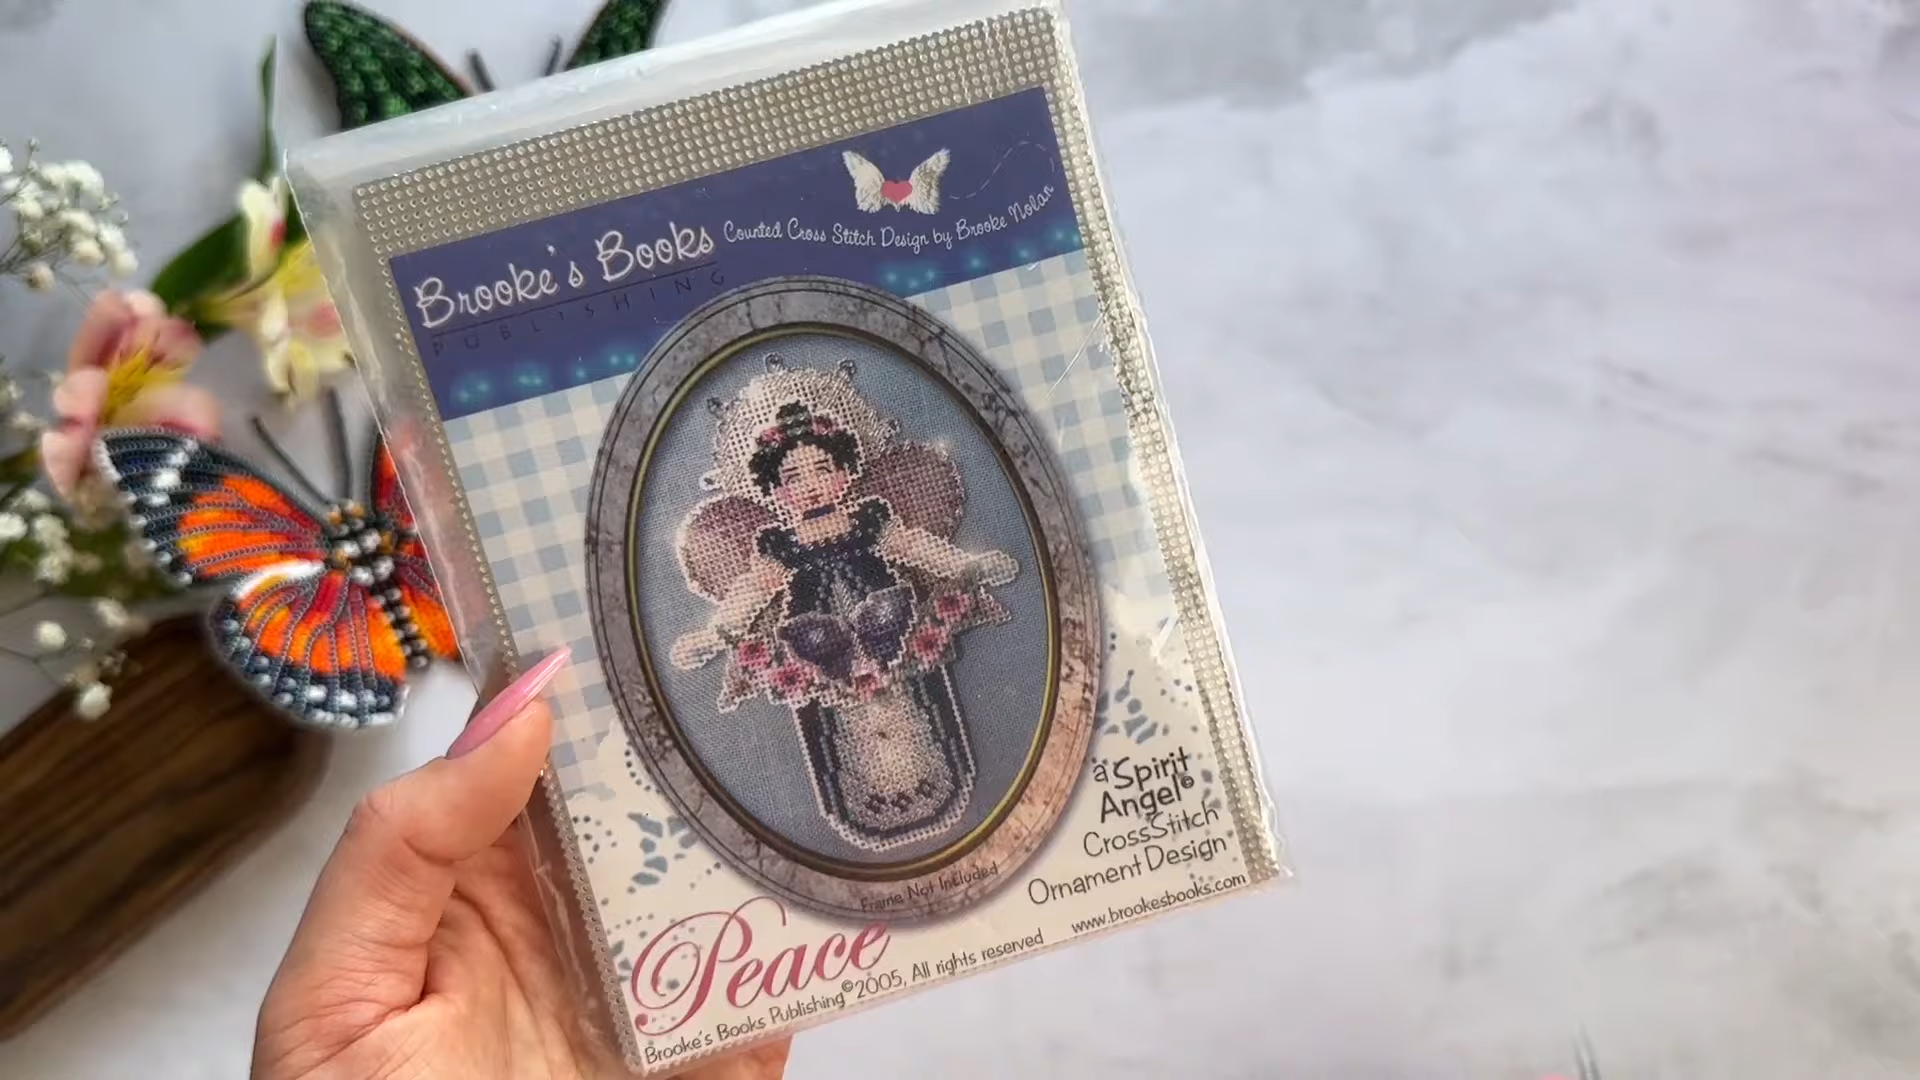 Brooke's Books
PUBLISHING
Counted Cross Stitch Design by Brooke Nolan
a Spirit
Angel©
CrossStitch
Ornament Design
Frame Not Included
www.brookesbooks.com
Peace
Brooke's Books Publishing©2005, All rights reserved